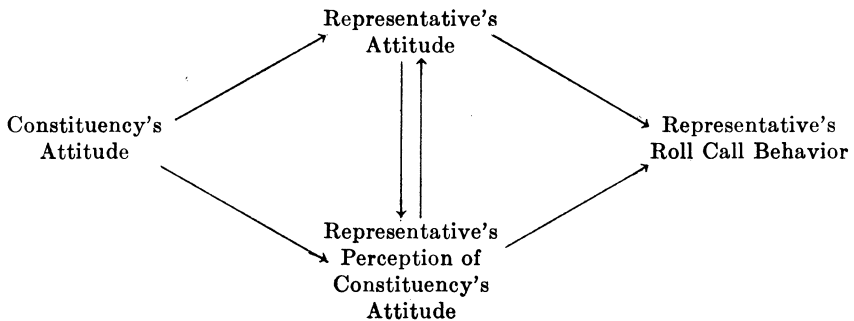 Representative's
Attitude
Constituency's
Attitude
Representative's
Roll Call Behavior
Representative's
Perception of
Constituency's
Attitude